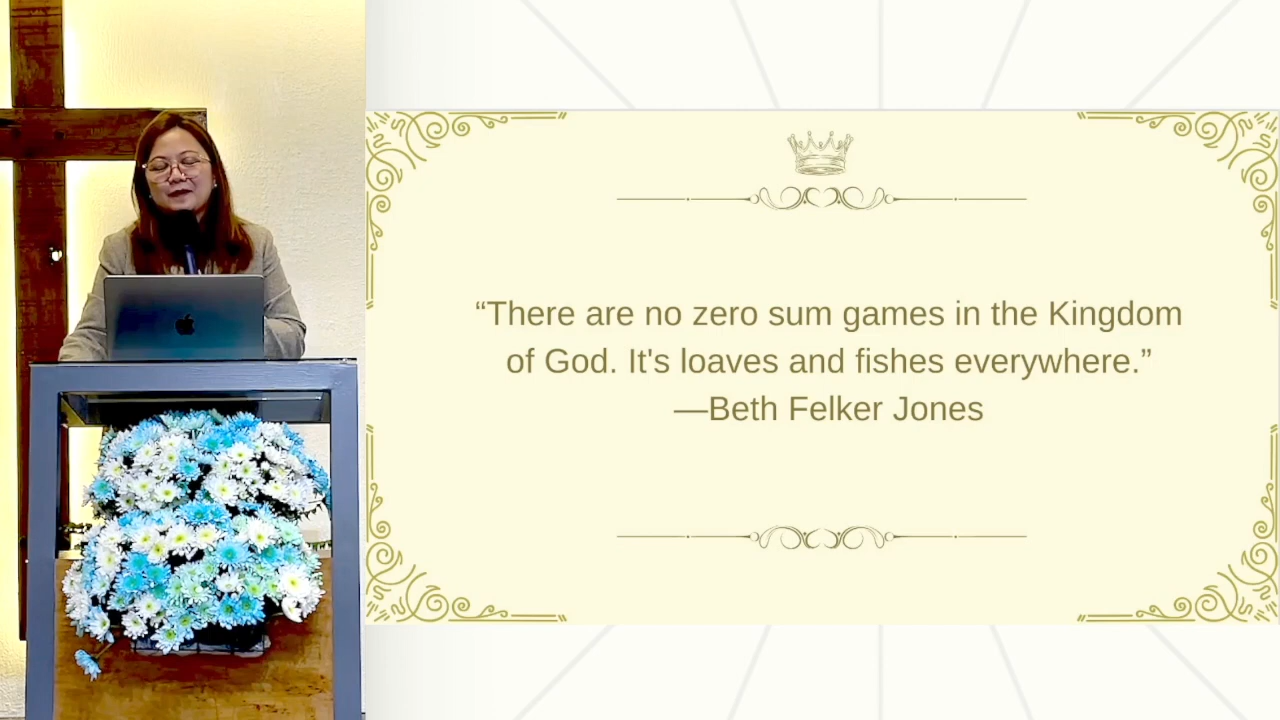 “There are no zero sum games in the Kingdom
of God. It's loaves and fishes everywhere.”
—Beth Felker Jones